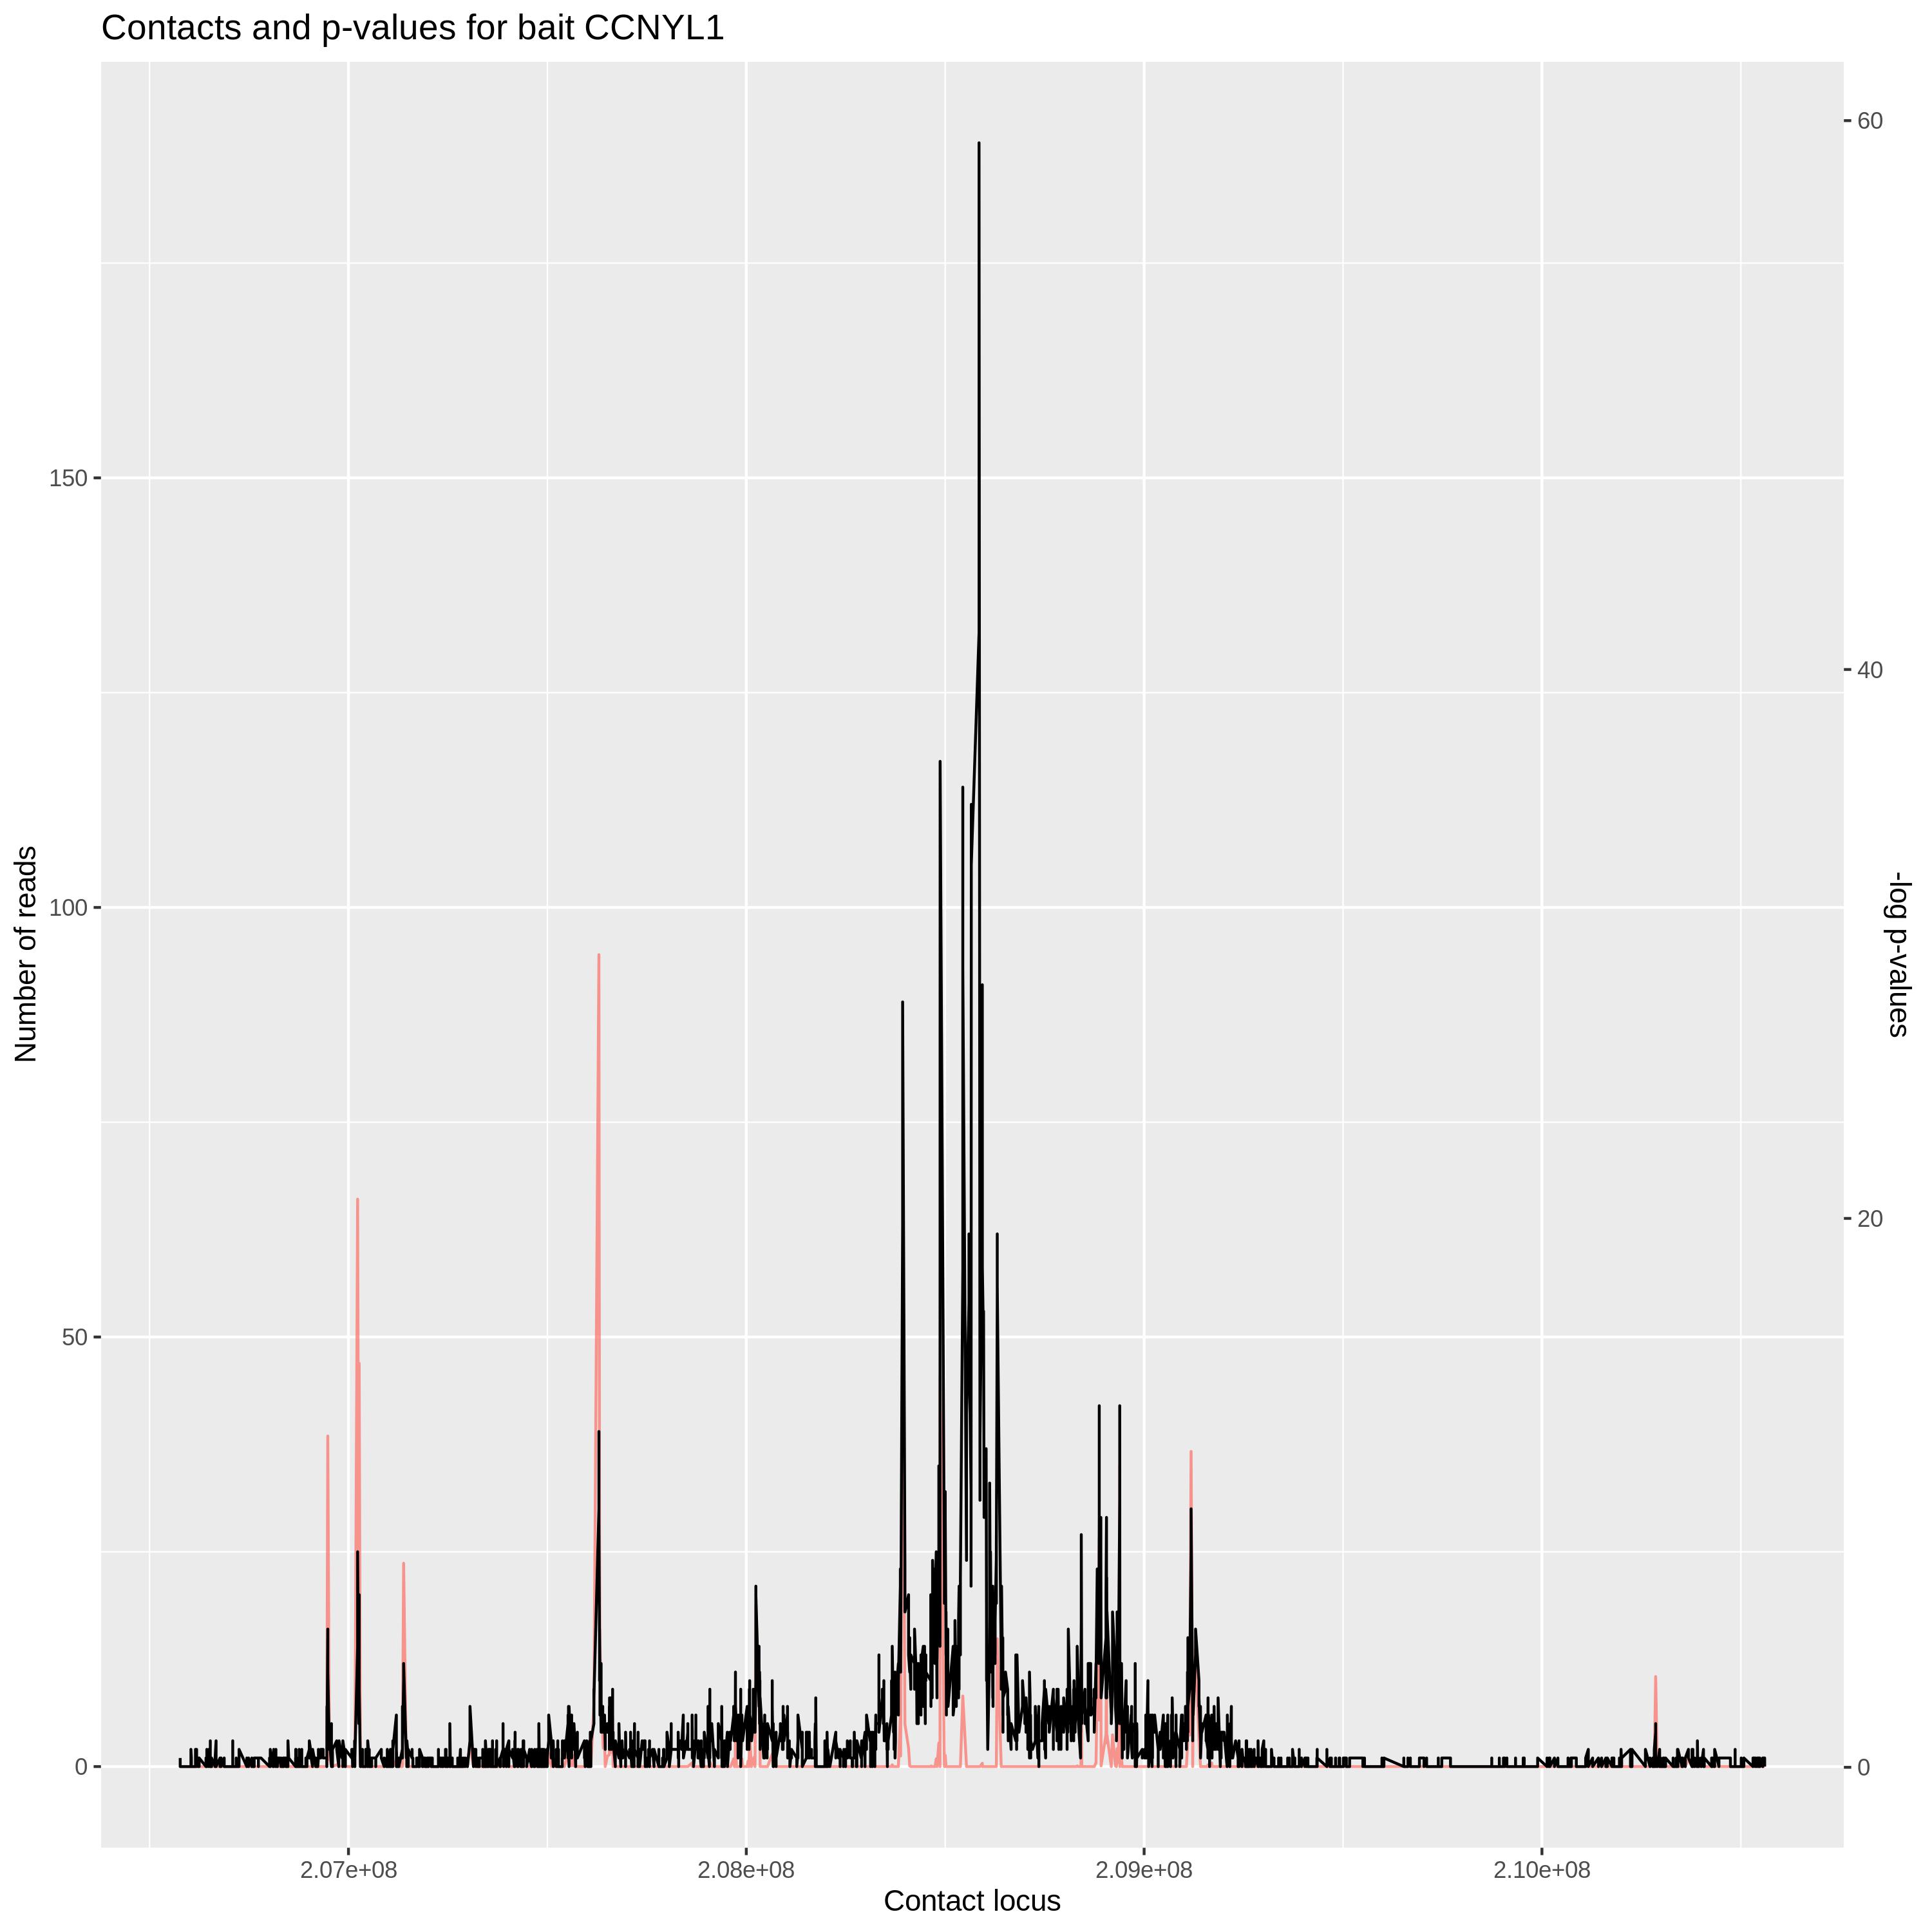 Contacts and p-values for bait CCNYL1
60
150
40
100
Number of reads
-log p-values
20
50
0
0
2.07e+08
2.08e+08
2.09e+08
2.10e+08
Contact locus